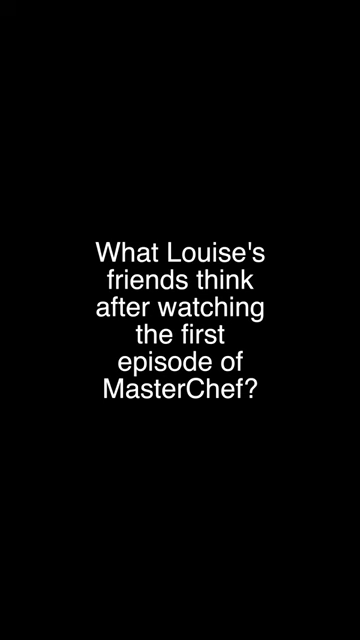 What Louise's
friends think
after watching
the first
episode of
MasterChef?